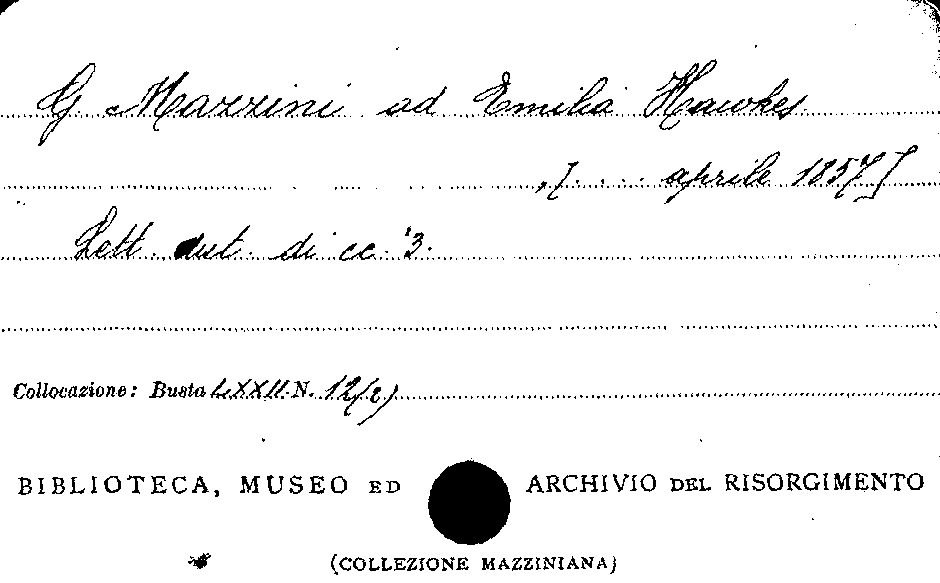 G. Mazzini ad Emilia Hawkes
, [.... aprile 1857]
Lett. aut. di cc. 3.
Collocazione: Busta LXXII N. 12(2)
BIBLIOTECA, MUSEO ED ARCHIVIO DEL RISORGIMENTO
(COLLEZIONE MAZZINIANA)